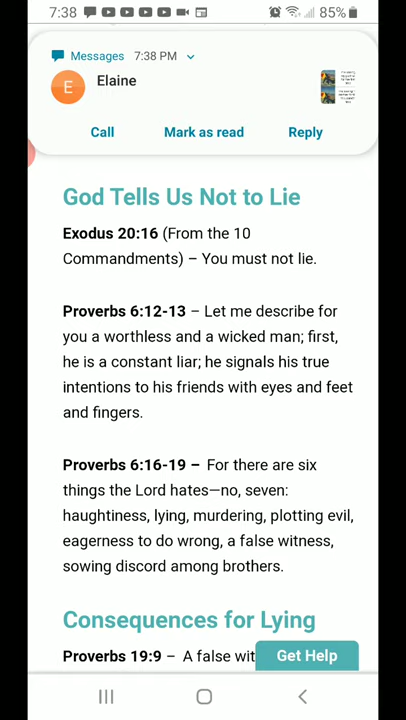 7:38
85%
Messages 7:38 PM
E
Elaine
Call Mark as read Reply
God Tells Us Not to Lie
Exodus 20:16 (From the 10
Commandments) – You must not lie.
Proverbs 6:12-13 – Let me describe for
you a worthless and a wicked man; first,
he is a constant liar; he signals his true
intentions to his friends with eyes and feet
and fingers.
Proverbs 6:16-19 – For there are six
things the Lord hates—no, seven:
haughtiness, lying, murdering, plotting evil,
eagerness to do wrong, a false witness,
sowing discord among brothers.
Consequences for Lying
Proverbs 19:9 – A false wit
Get Help